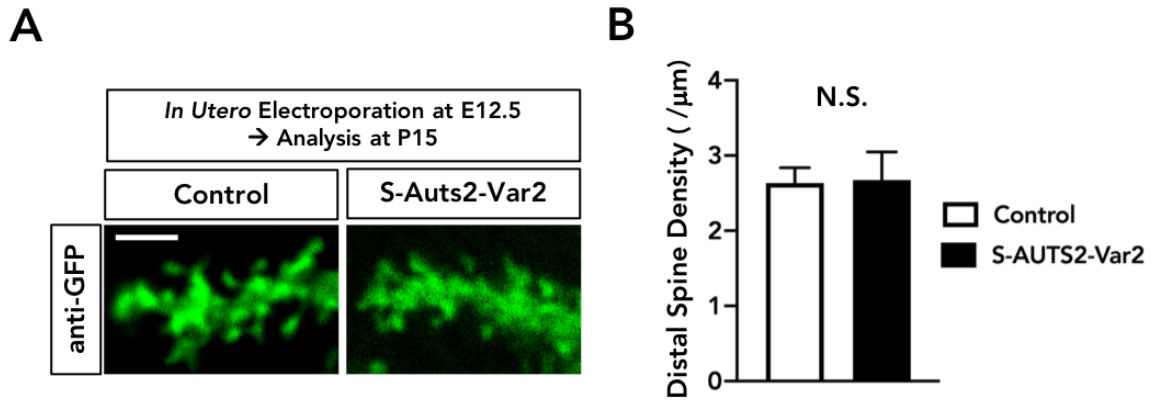 A
In Utero Electroporation at E12.5
→ Analysis at P15
Control
S-Auts2-Var2
anti-GFP
B
Distal Spine Density ( /μm)
4
3
2
1
0
N.S.
Control
S-AUTS2-Var2